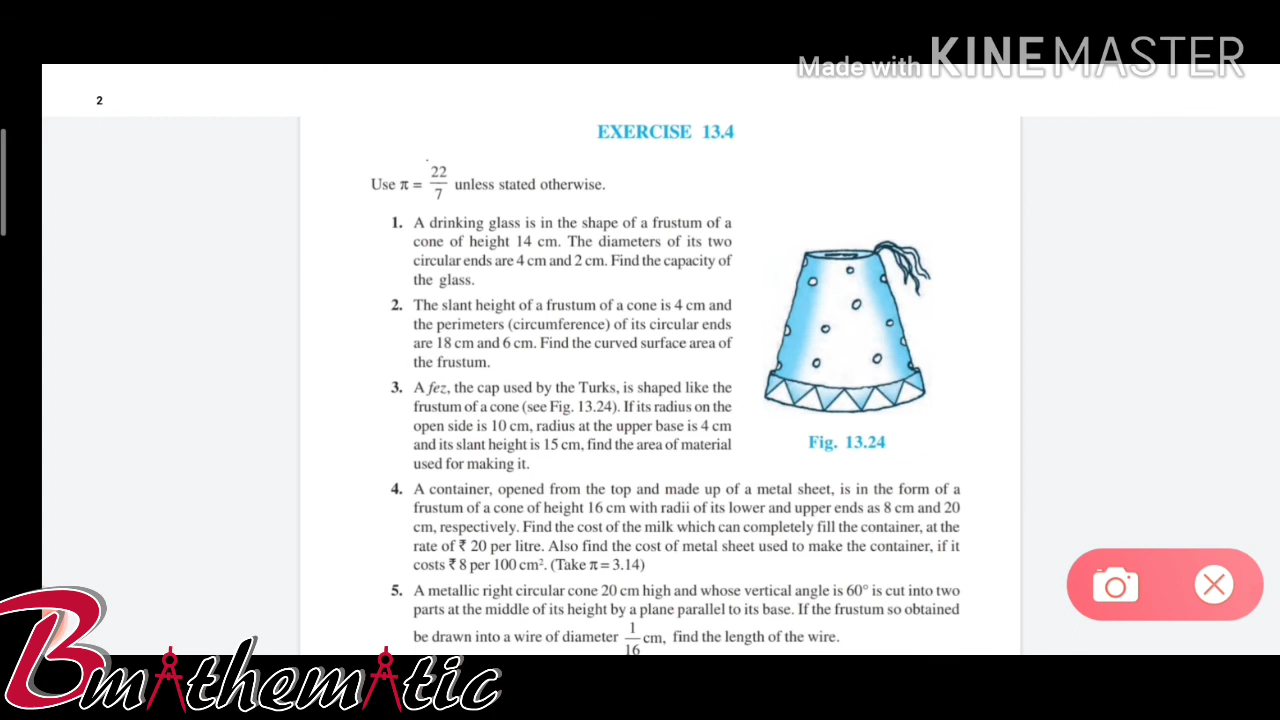 Made with KINEMASTER
2
EXERCISE 13.4
Use π = 22/7 unless stated otherwise.
1. A drinking glass is in the shape of a frustum of a
cone of height 14 cm. The diameters of its two
circular ends are 4 cm and 2 cm. Find the capacity of
the glass.
2. The slant height of a frustum of a cone is 4 cm and
the perimeters (circumference) of its circular ends
are 18 cm and 6 cm. Find the curved surface area of
the frustum.
3. A fez, the cap used by the Turks, is shaped like the
frustum of a cone (see Fig. 13.24). If its radius on the
open side is 10 cm, radius at the upper base is 4 cm
and its slant height is 15 cm, find the area of material
used for making it.
Fig. 13.24
4. A container, opened from the top and made up of a metal sheet, is in the form of a
frustum of a cone of height 16 cm with radii of its lower and upper ends as 8 cm and 20
cm, respectively. Find the cost of the milk which can completely fill the container, at the
rate of ₹ 20 per litre. Also find the cost of metal sheet used to make the container, if it
costs ₹ 8 per 100 cm². (Take π = 3.14)
5. A metallic right circular cone 20 cm high and whose vertical angle is 60° is cut into two
parts at the middle of its height by a plane parallel to its base. If the frustum so obtained
be drawn into a wire of diameter 1/16 cm, find the length of the wire.
Bmathematic